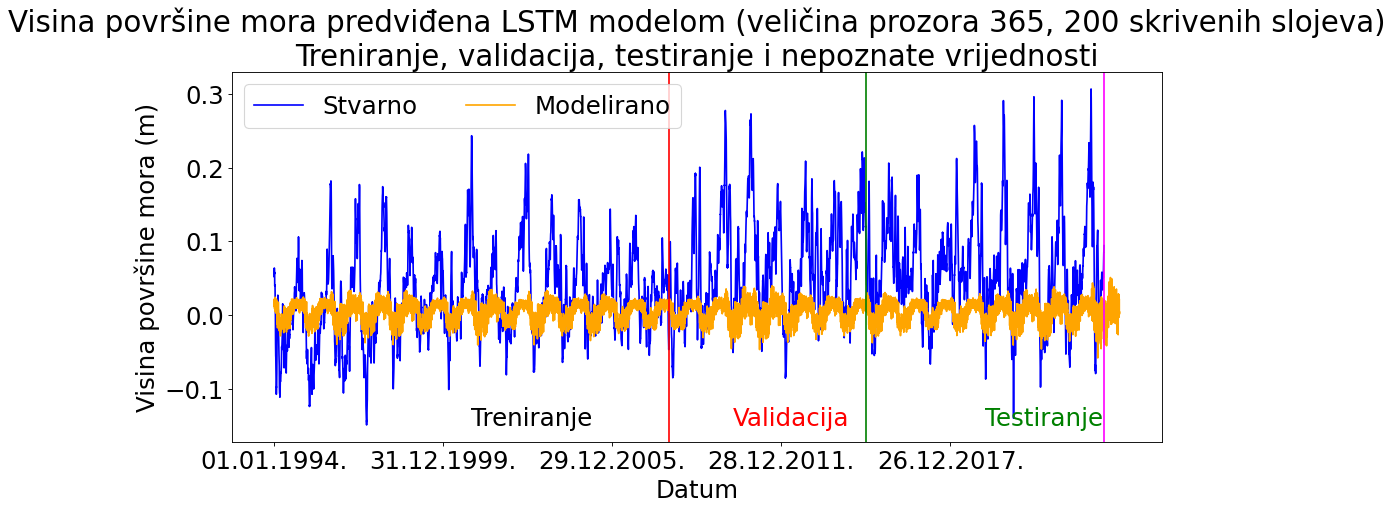 Visina površine mora predviđena LSTM modelom (veličina prozora 365, 200 skrivenih slojeva)
Treniranje, validacija, testiranje i nepoznate vrijednosti
Stvarno Modelirano
Visina površine mora (m)
0.3
0.2
0.1
0.0
−0.1
Treniranje Validacija Testiranje
01.01.1994. 31.12.1999. 29.12.2005. 28.12.2011. 26.12.2017.
Datum